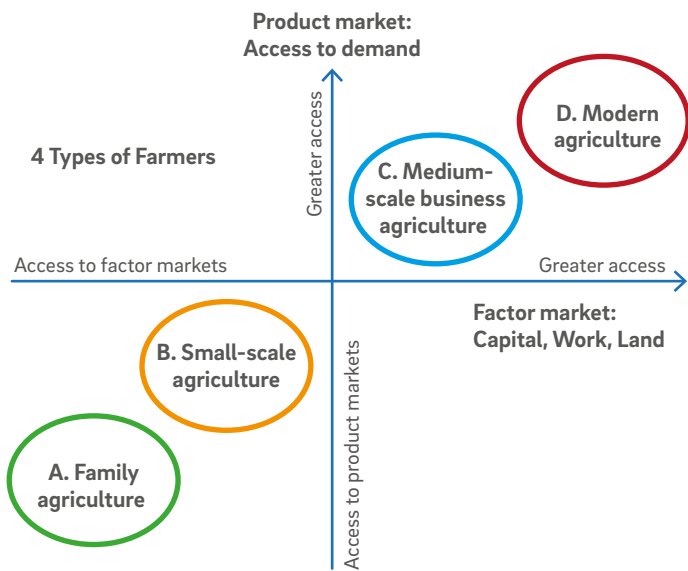 Product market:
Access to demand
4 Types of Farmers
Greater access
D. Modern
agriculture
C. Medium-
scale business
agriculture
Access to factor markets
Greater access
Factor market:
Capital, Work, Land
B. Small-scale
agriculture
Access to product markets
A. Family
agriculture